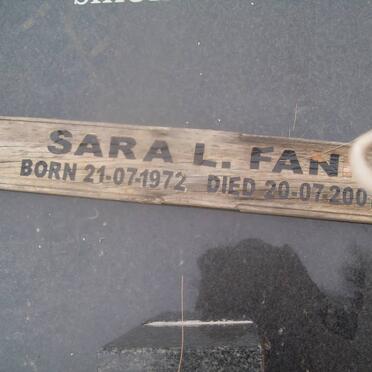 SARA L. FAN
BORN 21-07-1972 DIED 20-07-200